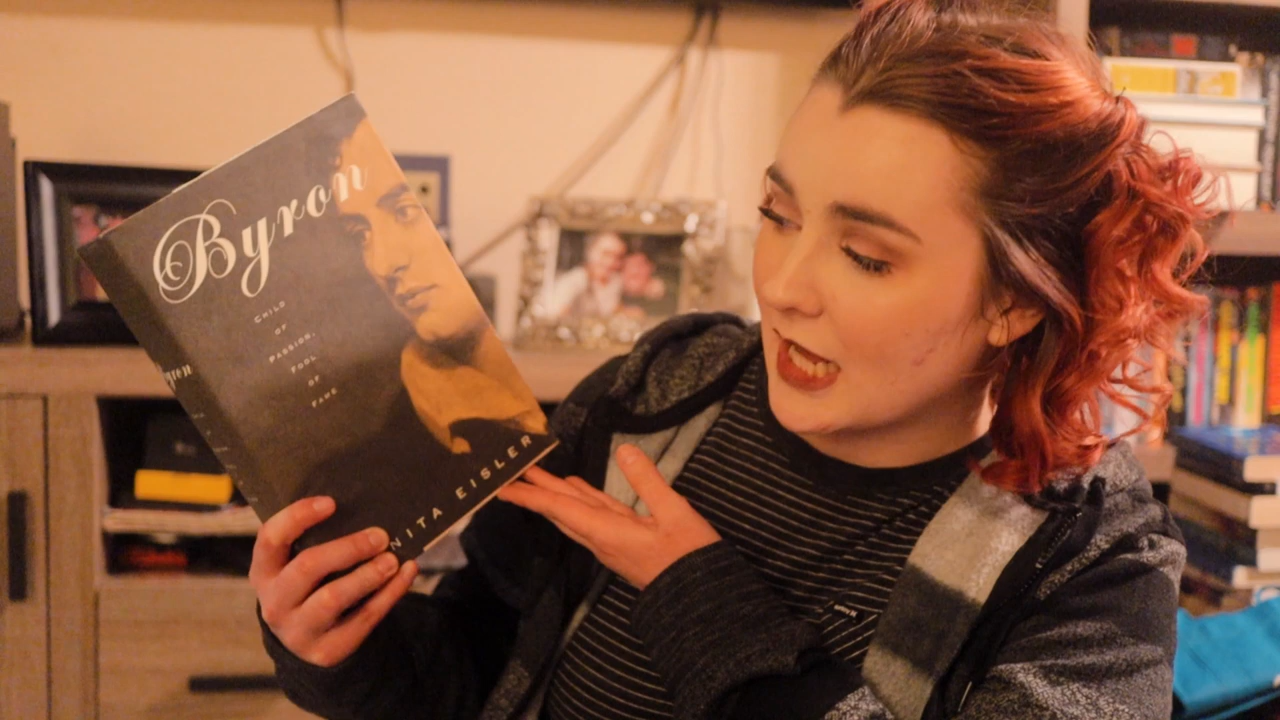 Byron
CHILD
OF
PASSION,
FOOL
OF
FAME
NITA EISLER